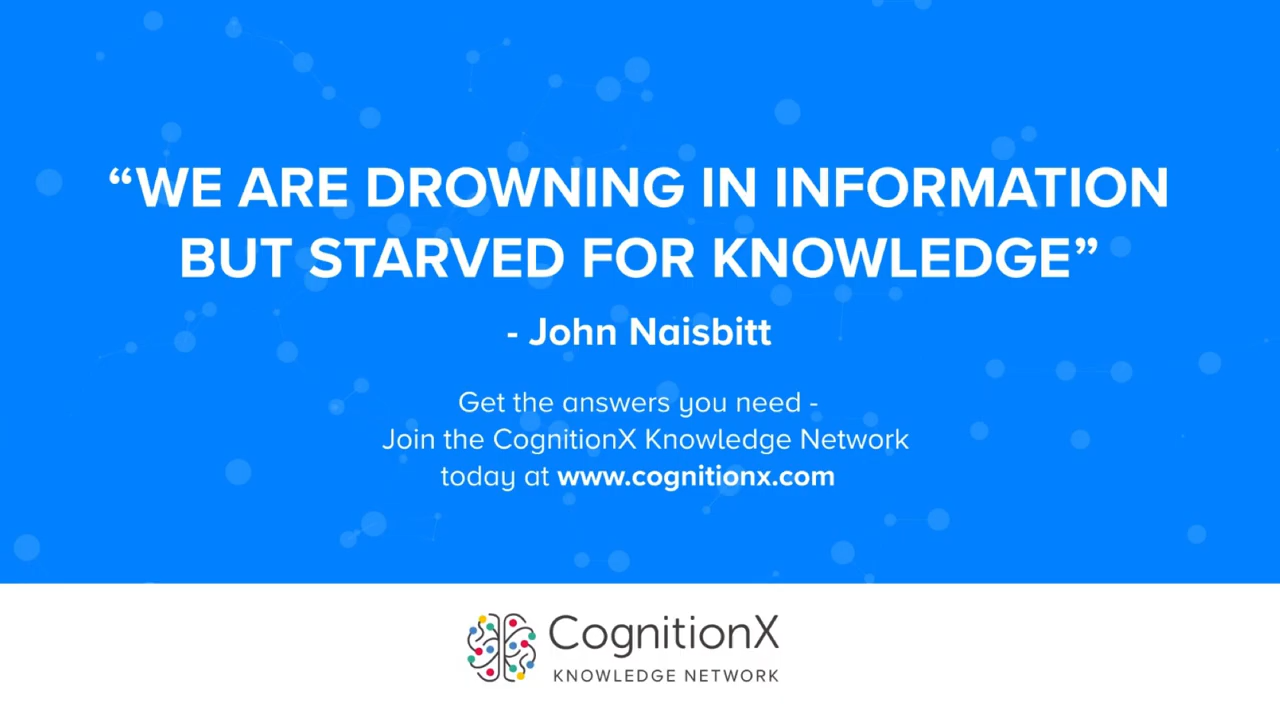 “WE ARE DROWNING IN INFORMATION
BUT STARVED FOR KNOWLEDGE”
- John Naisbitt
Get the answers you need -
Join the CognitionX Knowledge Network
today at www.cognitionx.com
CognitionX
KNOWLEDGE NETWORK